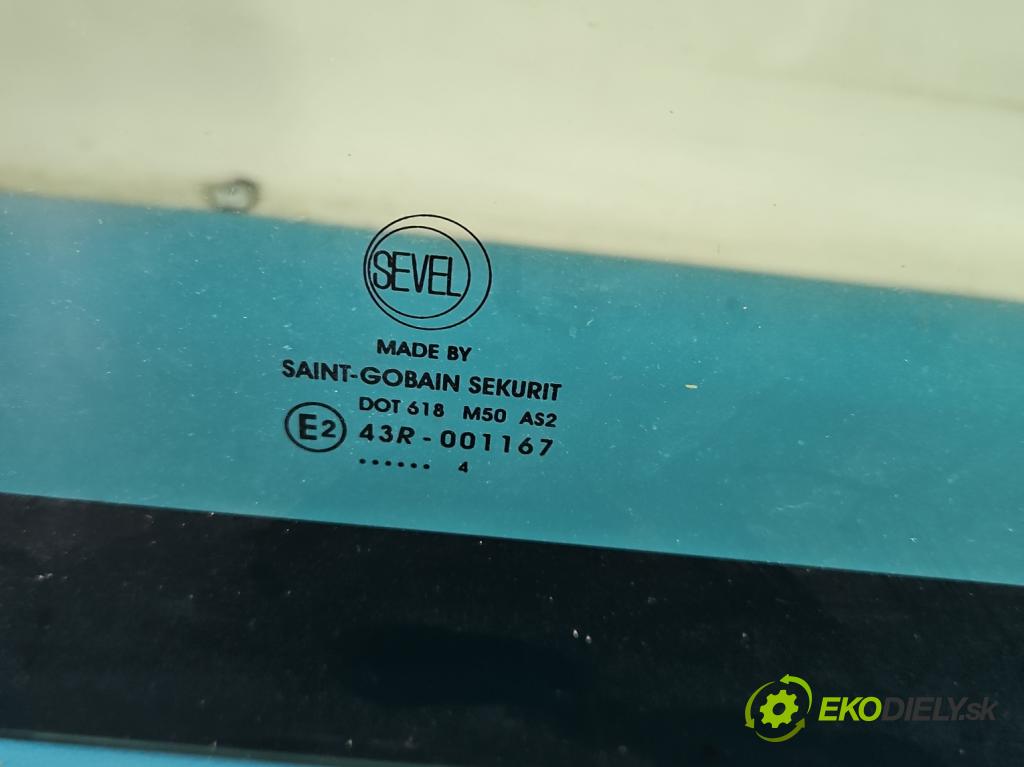 SEVEL
MADE BY
SAINT-GOBAIN SEKURIT
DOT 618 M50 AS2
E2 43R-001167
...... 4
EKODIELY.sk